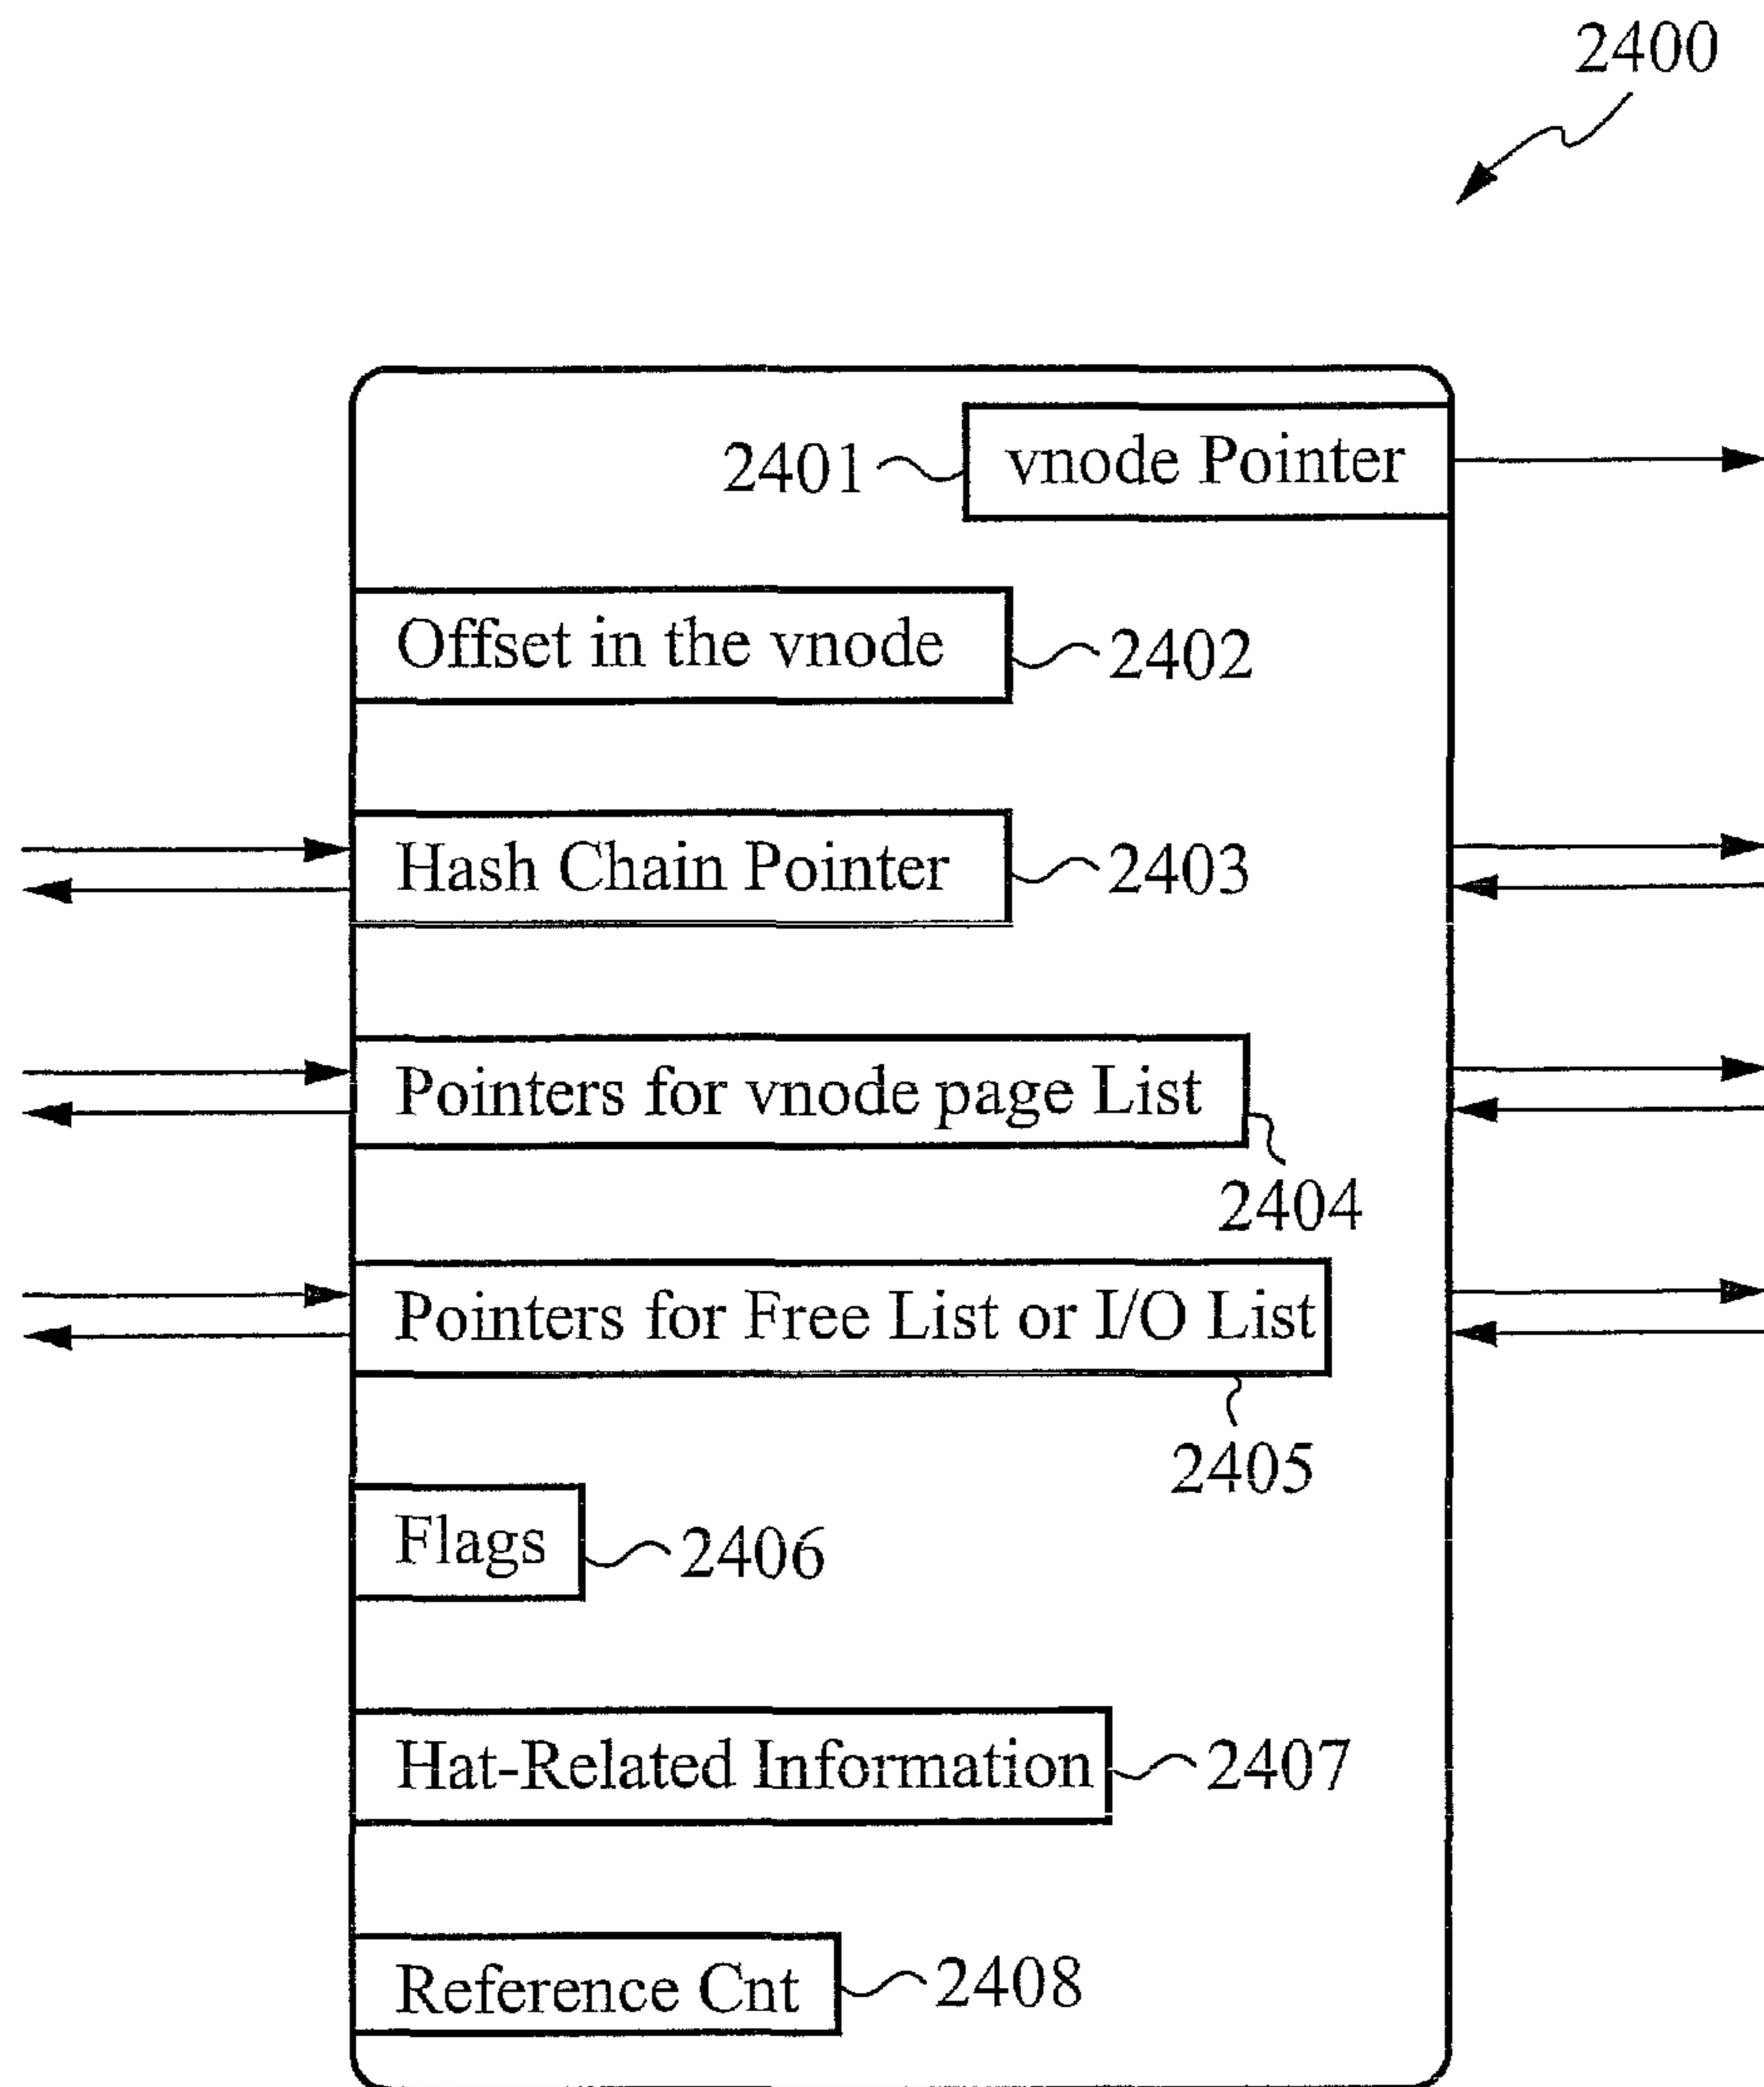 2400
2401 vnode Pointer
Offset in the vnode 2402
Hash Chain Pointer 2403
Pointers for vnode page List
2404
Pointers for Free List or I/O List
2405
Flags 2406
Hat-Related Information 2407
Reference Cnt 2408